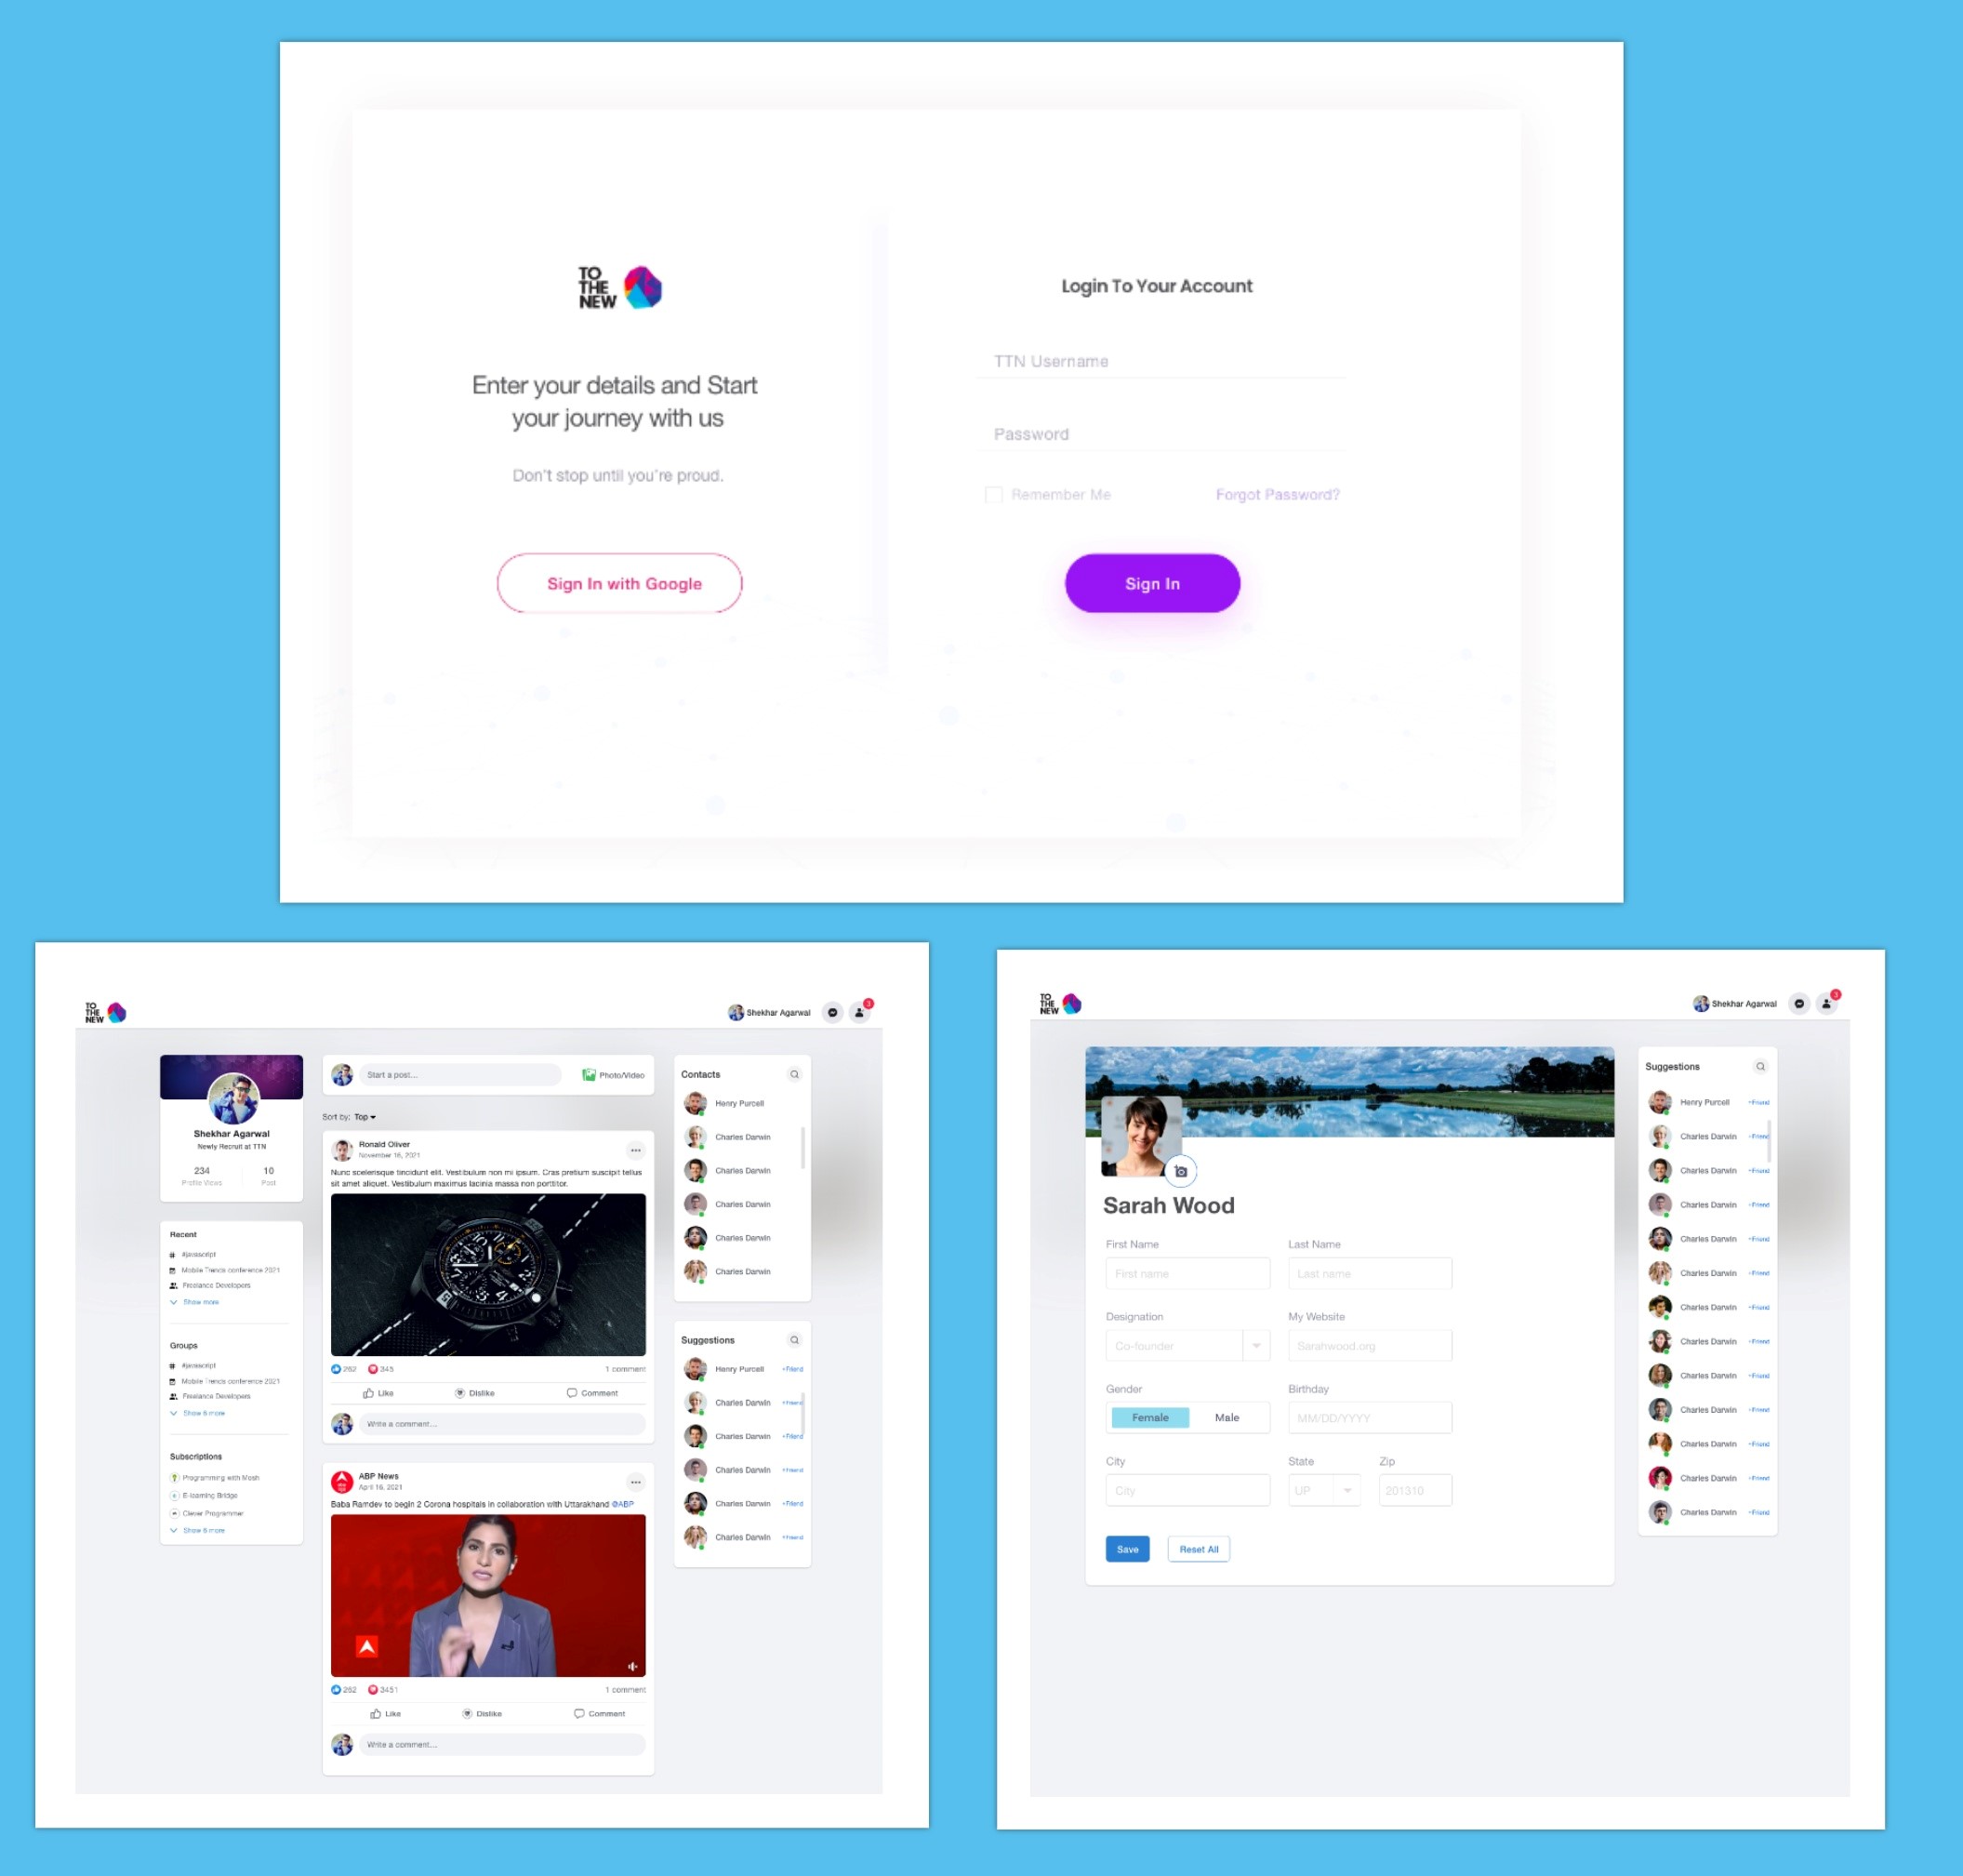 TO
THE
NEW
Enter your details and Start
your journey with us
Don't stop until you're proud.
Sign In with Google
Login To Your Account
TTN Username
Password
Remember Me
Forgot Password?
Sign In
TO
THE
NEW
Shekhar Agarwal
3
Shekhar Agarwal
Newly Recruit at TTN
234
10
Profile Views
Post
Recent
#javascript
Mobile Trends conference 2021
Freelance Developers
Show more
Groups
#javascript
Mobile Trends conference 2021
Freelance Developers
Show 6 more
Subscriptions
Programming with Mosh
E-learning Bridge
Clever Programmer
Show 6 more
Start a post...
Photo/Video
Sort by: Top
Ronald Oliver
November 16, 2021
Nunc scelerisque tincidunt elit. Vestibulum non mi ipsum. Cras pretium suscipit tellus
sit amet aliquet. Vestibulum maximus lacinia massa non porttitor.
262
345
1 comment
Like
Dislike
Comment
Write a comment...
ABP News
April 16, 2021
Baba Ramdev to begin 2 Corona hospitals in collaboration with Uttarakhand @ABP
262
3451
1 comment
Like
Dislike
Comment
Write a comment...
Contacts
Henry Purcell
Charles Darwin
Charles Darwin
Charles Darwin
Charles Darwin
Charles Darwin
Suggestions
Henry Purcell +Friend
Charles Darwin +Friend
Charles Darwin +Friend
Charles Darwin +Friend
Charles Darwin +Friend
Charles Darwin +Friend
TO
THE
NEW
Shekhar Agarwal
3
Sarah Wood
First Name
Last Name
First name
Last name
Designation
My Website
Co-founder
Sarahwood.org
Gender
Birthday
Female
Male
MM/DD/YYYY
City
State
Zip
City
UP
201310
Save
Reset All
Suggestions
Henry Purcell +Friend
Charles Darwin +Friend
Charles Darwin +Friend
Charles Darwin +Friend
Charles Darwin +Friend
Charles Darwin +Friend
Charles Darwin +Friend
Charles Darwin +Friend
Charles Darwin +Friend
Charles Darwin +Friend
Charles Darwin +Friend
Charles Darwin +Friend
Charles Darwin +Friend